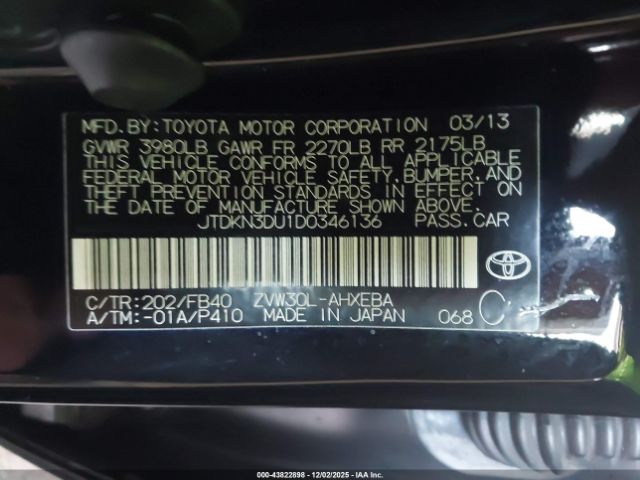 MFD. BY: TOYOTA MOTOR CORPORATION 03/13
GVWR 3980LB GAWR FR 2270LB RR 2175LB
THIS VEHICLE CONFORMS TO ALL APPLICABLE
FEDERAL MOTOR VEHICLE SAFETY, BUMPER, AND
THEFT PREVENTION STANDARDS IN EFFECT ON
THE DATE OF MANUFACTURE SHOWN ABOVE.
JTDKN3DU1D0346136 PASS. CAR
C/TR: 202/FB40 ZVW30L-AHXEBA
A/TM: -01A/P410 MADE IN JAPAN 068 C
000-43822898 | 12/02/2025 - IAA Inc.